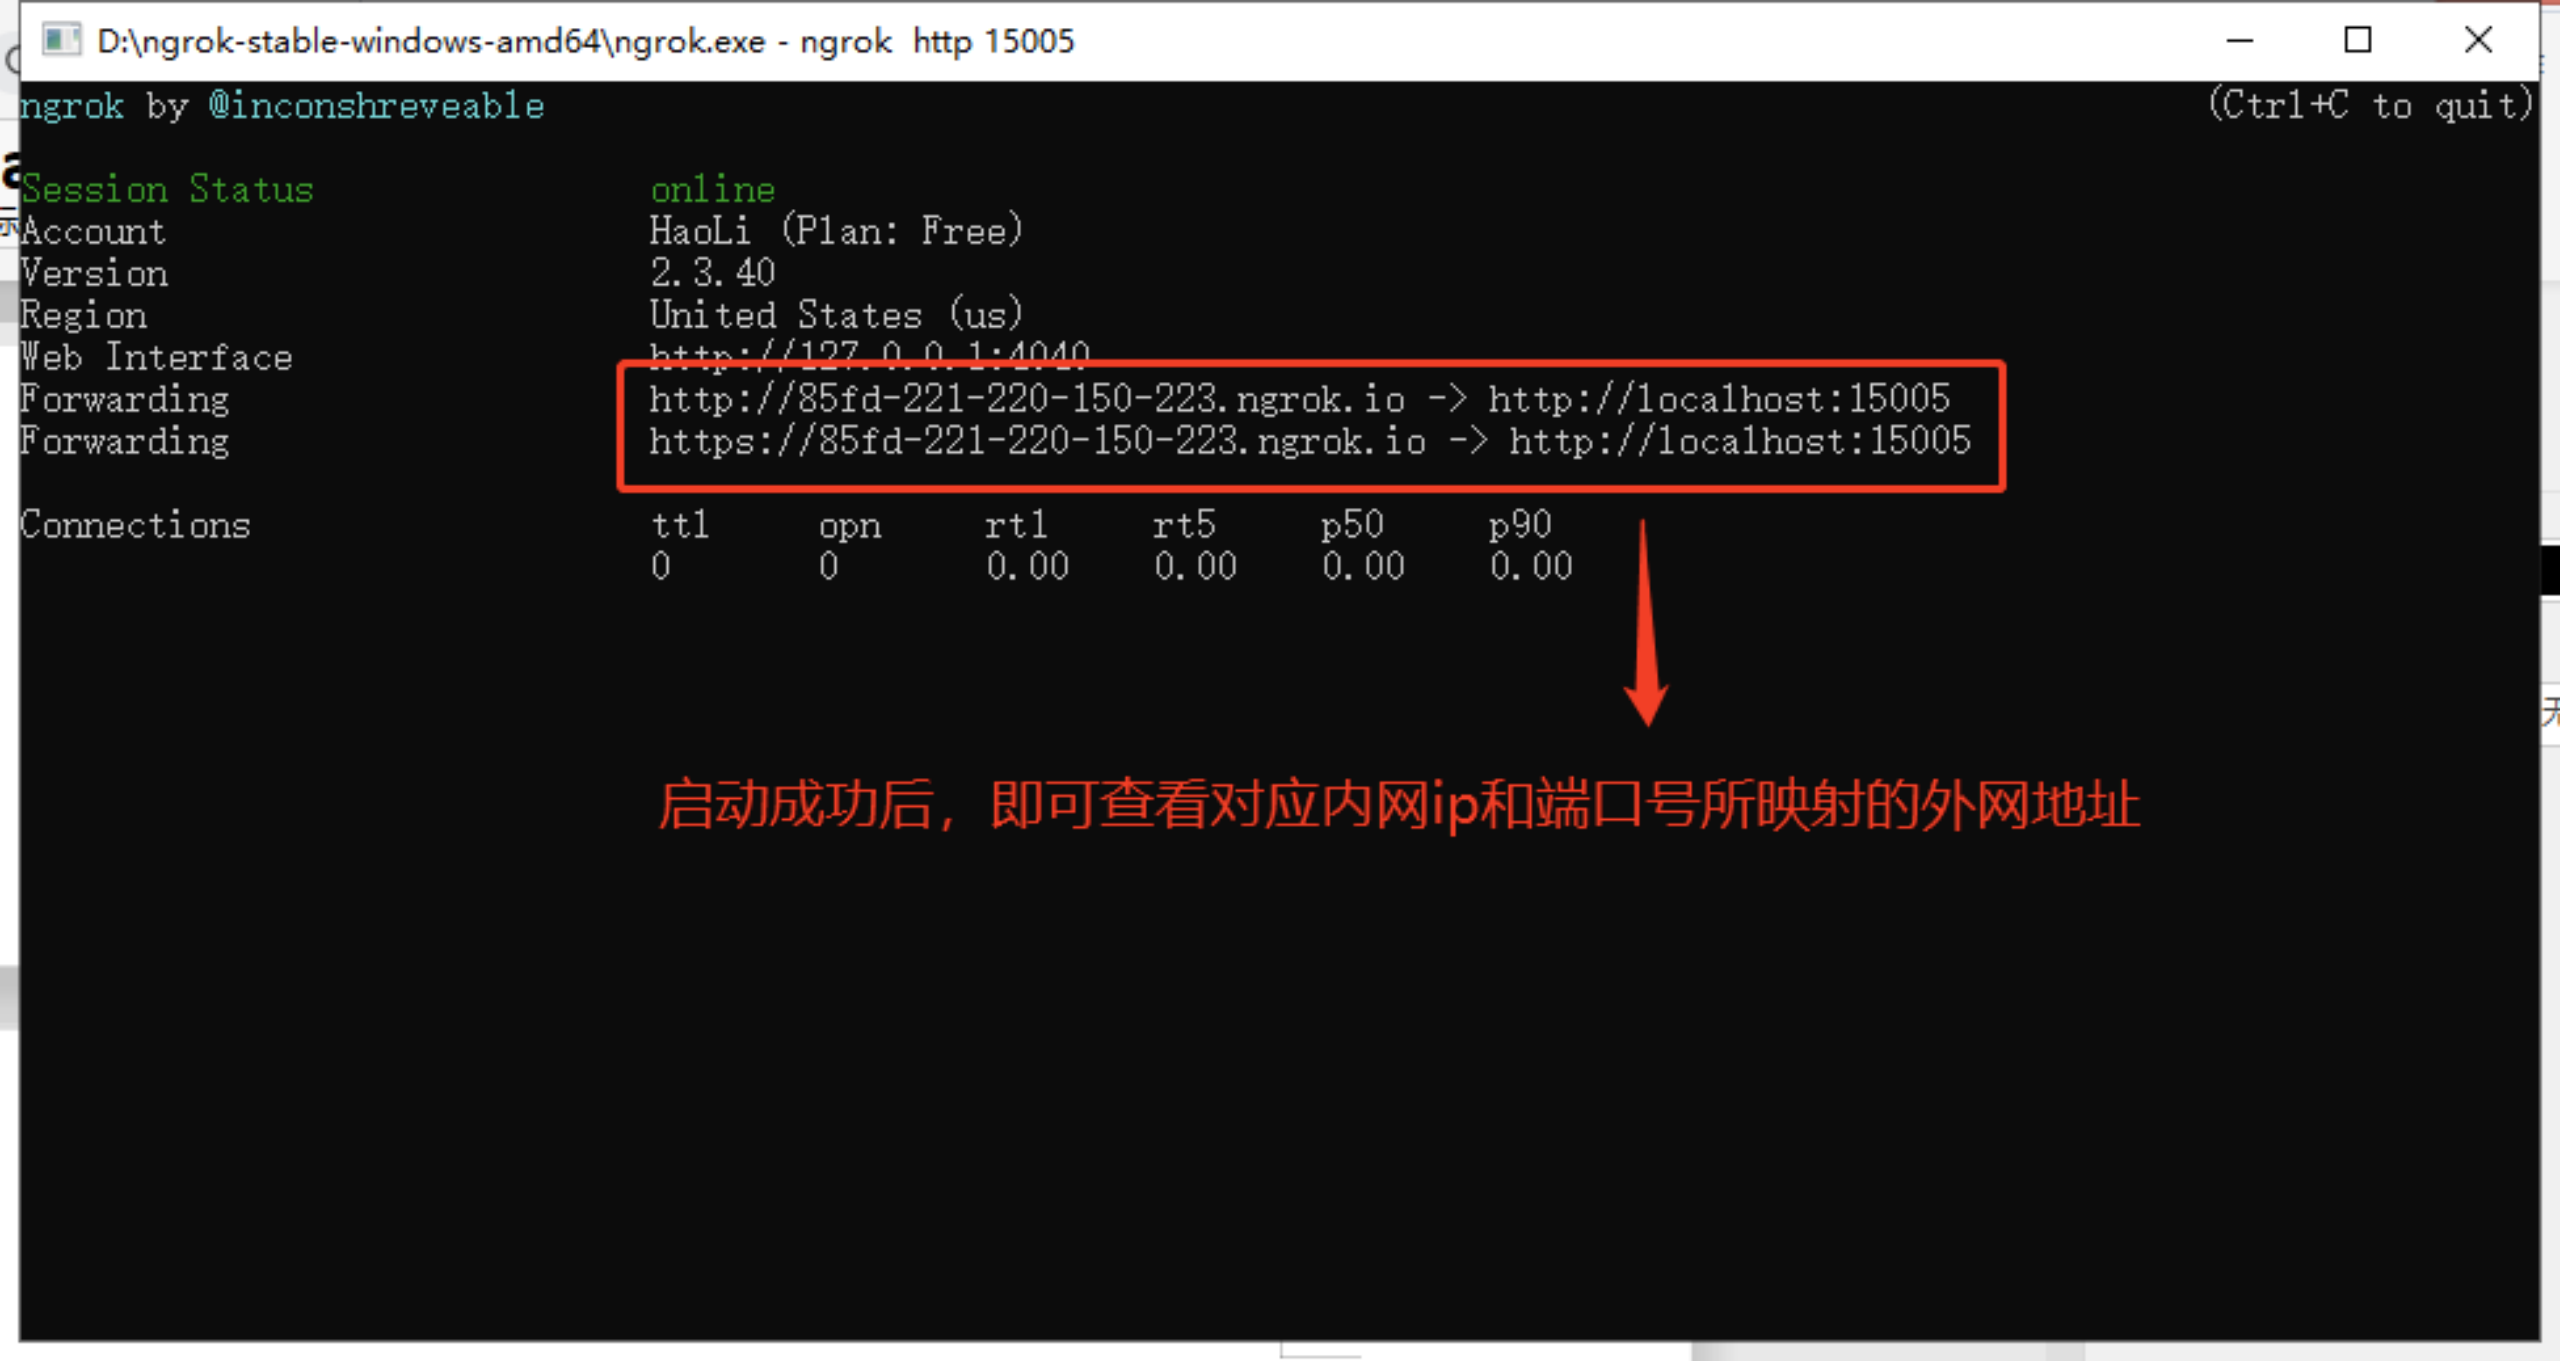 D:\ngrok-stable-windows-amd64\ngrok.exe - ngrok  http 15005
ngrok by @inconshreveable (Ctrl+C to quit)
Session Status online
Account HaoLi (Plan: Free)
Version 2.3.40
Region United States (us)
Web Interface http://127.0.0.1:4040
Forwarding http://85fd-221-220-150-223.ngrok.io -> http://localhost:15005
Forwarding https://85fd-221-220-150-223.ngrok.io -> http://localhost:15005
Connections ttl opn rt1 rt5 p50 p90
0 0 0.00 0.00 0.00 0.00
启动成功后，即可查看对应内网ip和端口号所映射的外网地址